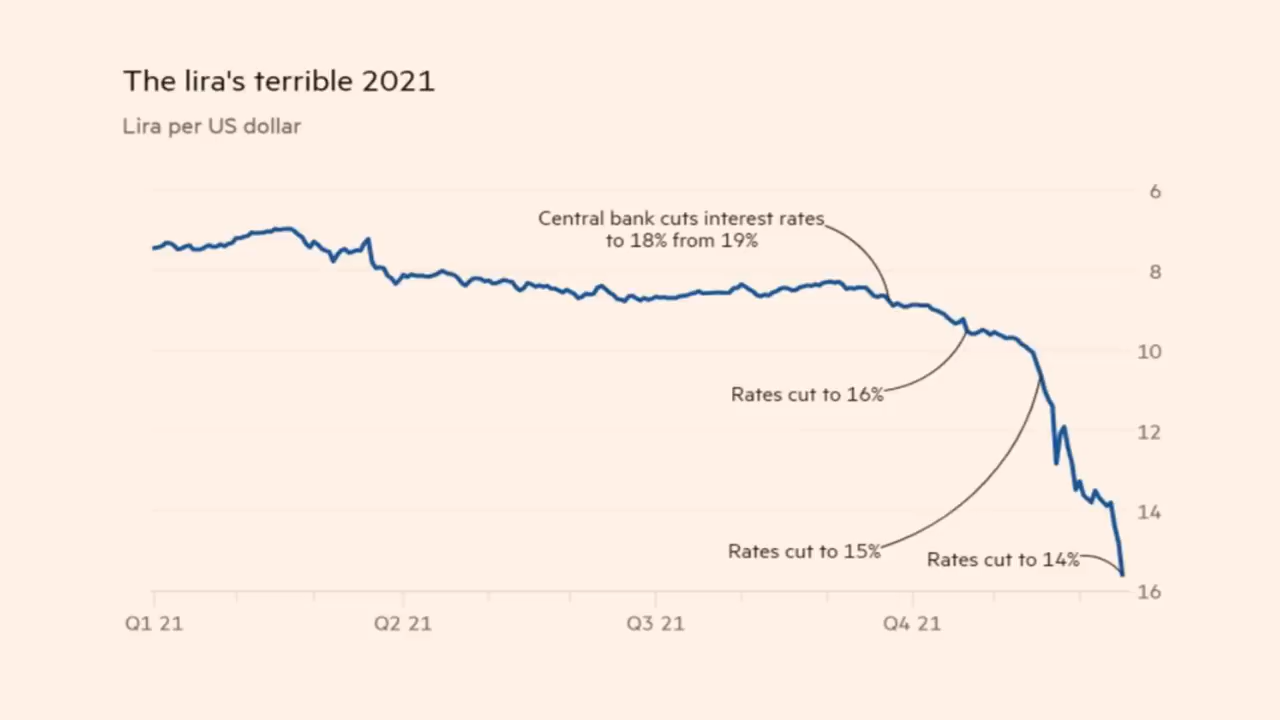 The lira's terrible 2021
Lira per US dollar
6
Central bank cuts interest rates
to 18% from 19%
8
10
Rates cut to 16%
12
14
Rates cut to 15%
Rates cut to 14%
16
Q1 21
Q2 21
Q3 21
Q4 21